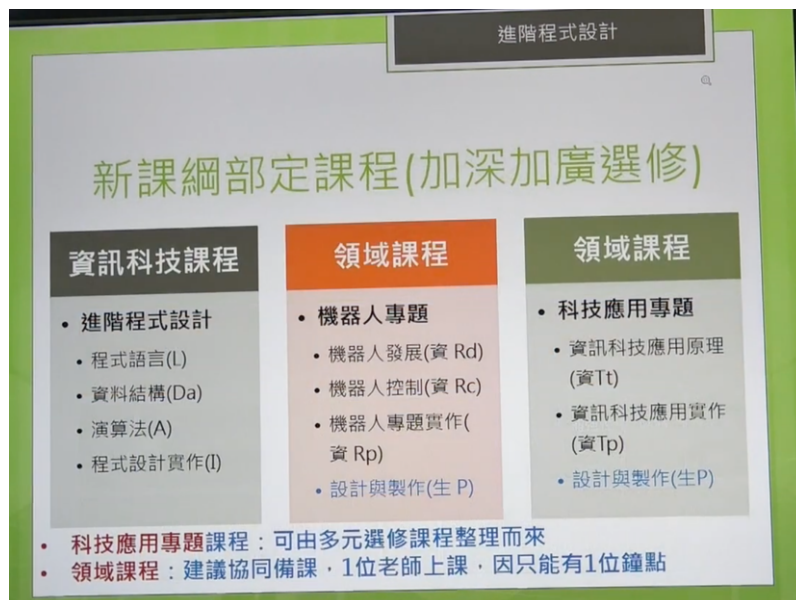 進階程式設計
新課綱部定課程(加深加廣選修)
資訊科技課程
• 進階程式設計
• 程式語言(L)
• 資料結構(Da)
• 演算法(A)
• 程式設計實作(I)
領域課程
• 機器人專題
• 機器人發展(資 Rd)
• 機器人控制(資 Rc)
• 機器人專題實作(
資 Rp)
• 設計與製作(生 P)
領域課程
• 科技應用專題
• 資訊科技應用原理
(資Tt)
• 資訊科技應用實作
(資Tp)
• 設計與製作(生P)
• 科技應用專題課程：可由多元選修課程整理而來
• 領域課程：建議協同備課，1位老師上課，因只能有1位鐘點